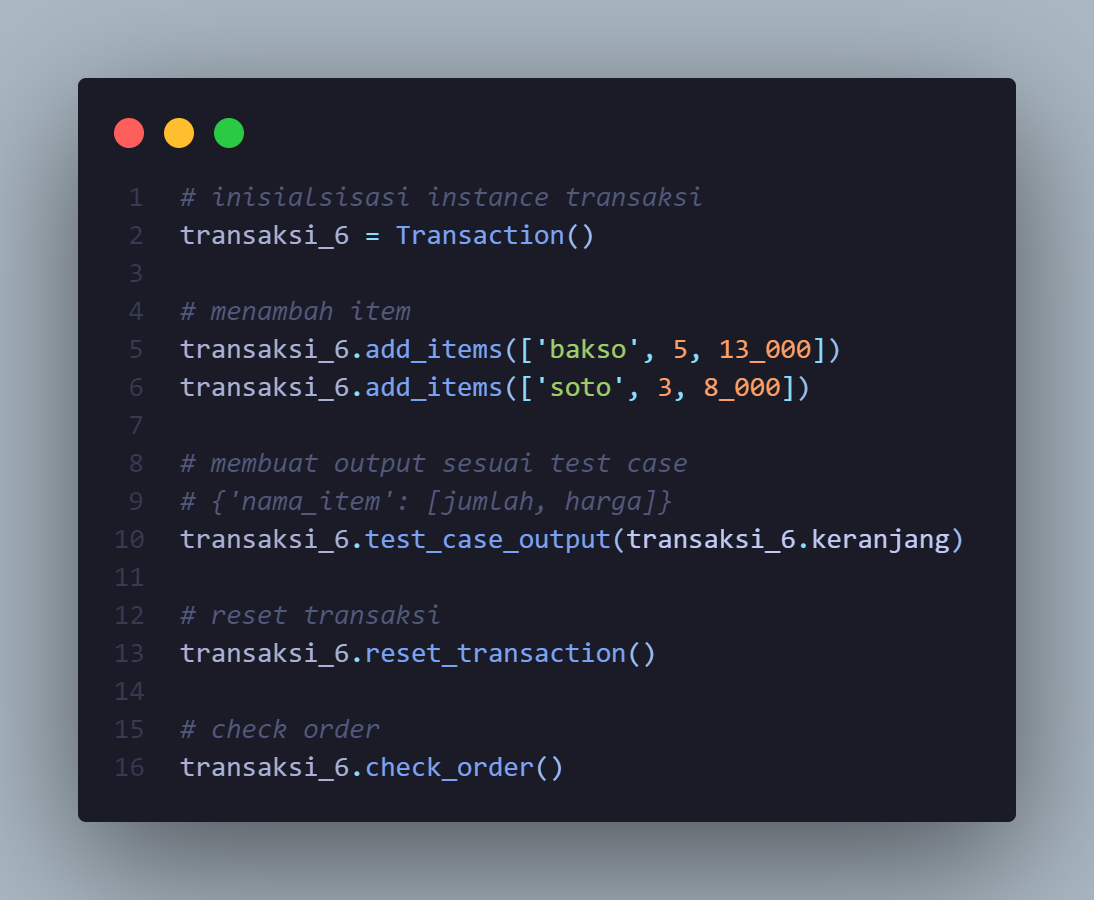 1 # inisialsisasi instance transaksi
2 transaksi_6 = Transaction()
3
4 # menambah item
5 transaksi_6.add_items(['bakso', 5, 13_000])
6 transaksi_6.add_items(['soto', 3, 8_000])
7
8 # membuat output sesuai test case
9 # {'nama_item': [jumlah, harga]}
10 transaksi_6.test_case_output(transaksi_6.keranjang)
11
12 # reset transaksi
13 transaksi_6.reset_transaction()
14
15 # check order
16 transaksi_6.check_order()